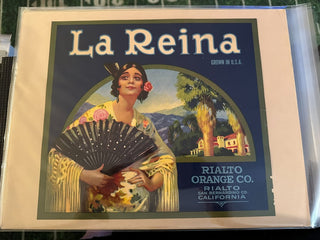 La Reina
GROWN IN U.S.A.
RIALTO
ORANGE CO.
RIALTO
SAN BERNARDINO CO.
CALIFORNIA